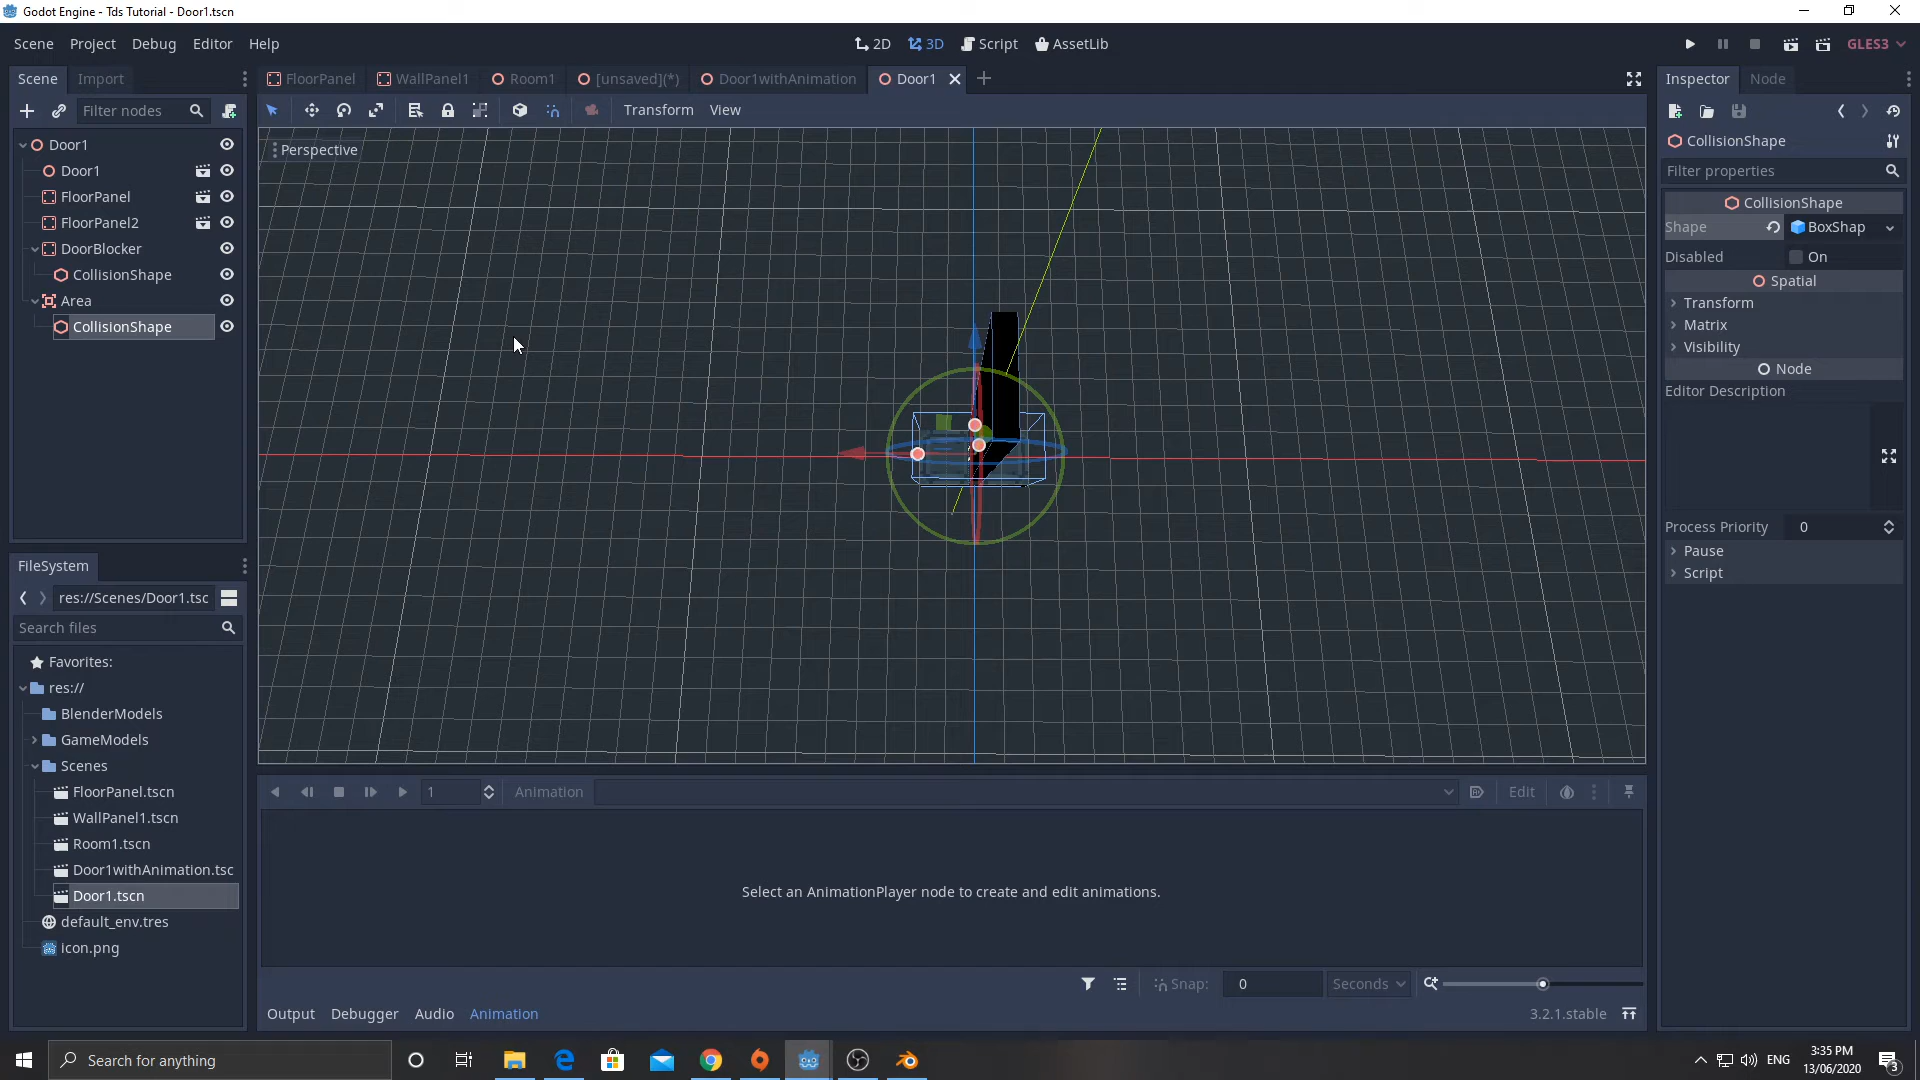 Godot Engine - Tds Tutorial - Door1.tscn
Scene Project Debug Editor Help
2D 3D Script AssetLib
GLES3
Scene Import
FloorPanel WallPanel1 Room1 [unsaved](*) Door1withAnimation Door1
Inspector Node
Filter nodes
Transform View
Perspective
Door1
Door1
FloorPanel
FloorPanel2
DoorBlocker
CollisionShape
Area
CollisionShape
CollisionShape
Filter properties
CollisionShape
Shape BoxShap
Disabled On
Spatial
Transform
Matrix
Visibility
Node
Editor Description
Process Priority 0
Pause
Script
FileSystem
res://Scenes/Door1.tsc
Search files
Favorites:
res://
BlenderModels
GameModels
Scenes
FloorPanel.tscn
WallPanel1.tscn
Room1.tscn
Door1withAnimation.tsc
Door1.tscn
default_env.tres
icon.png
1 Animation Edit
Select an AnimationPlayer node to create and edit animations.
Snap: 0 Seconds
Output Debugger Audio Animation
3.2.1.stable
Search for anything
ENG
3:35 PM
13/06/2020
3